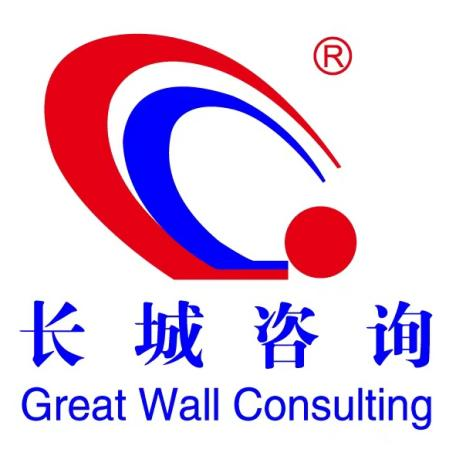 ®
长城咨询
Great Wall Consulting